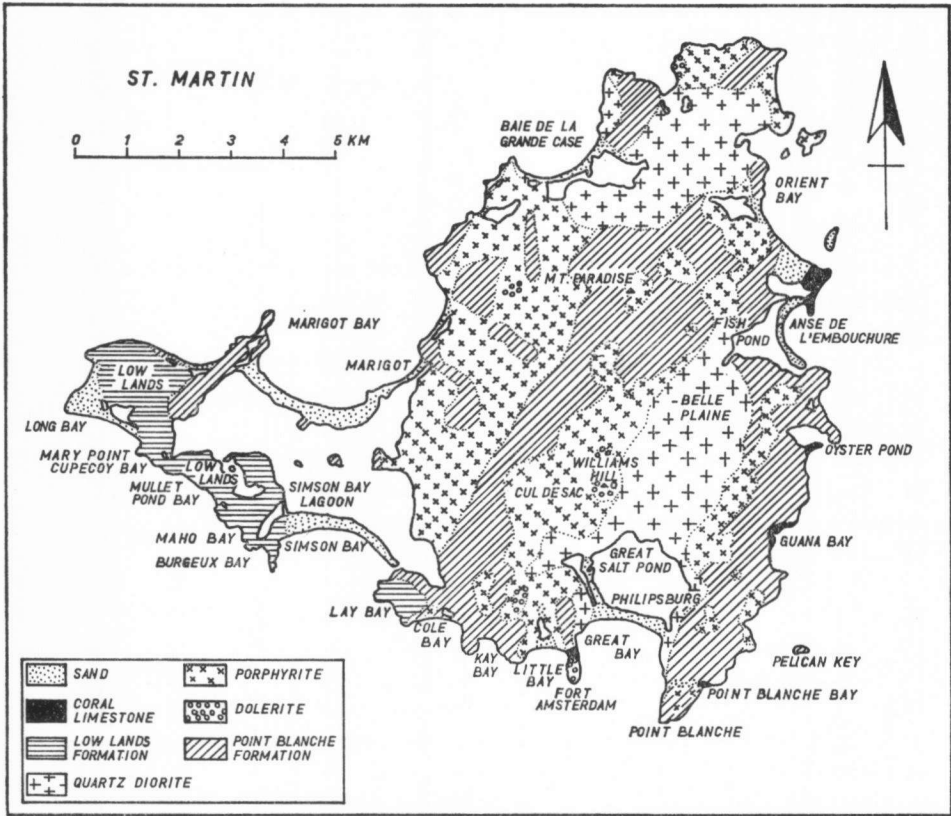 ST. MARTIN
0 1 2 3 4 5 KM
BAIE DE LA
GRANDE CASE
ORIENT
BAY
MT. PARADISE
MARIGOT BAY
FISH
POND
ANSE DE
L'EMBOUCHURE
MARIGOT
LOW
LANDS
BELLE
PLAINE
LONG BAY
OYSTER POND
MARY POINT
CUPECOY BAY
LOW
LANDS
WILLIAMS
HILL
MULLET
POND BAY
SIMSON BAY
LAGOON
CUL DE SAC
MAHO BAY
SIMSON BAY
GUANA BAY
BURGEUX BAY
GREAT
SALT POND
PHILIPSBURG
LAY BAY
COLE
BAY
GREAT
BAY
KAY
BAY
LITTLE
BAY
PELICAN KEY
FORT
AMSTERDAM
POINT BLANCHE BAY
POINT BLANCHE
SAND
CORAL
LIMESTONE
LOW LANDS
FORMATION
QUARTZ DIORITE
PORPHYRITE
DOLERITE
POINT BLANCHE
FORMATION